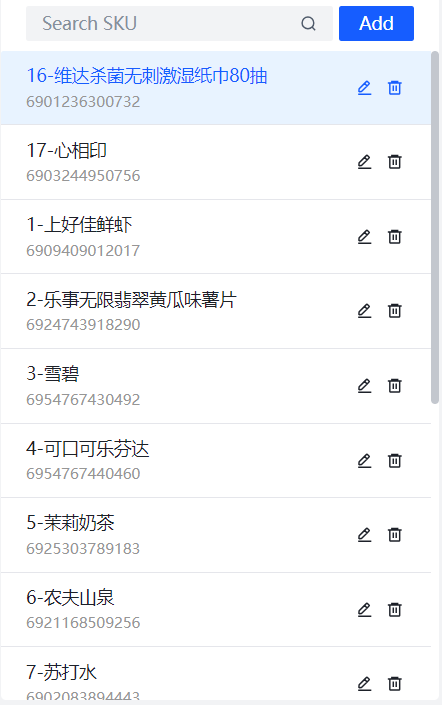 Search SKU
Add
16-维达杀菌无刺激湿纸巾80抽
6901236300732
17-心相印
6903244950756
1-上好佳鲜虾
6909409012017
2-乐事无限翡翠黄瓜味薯片
6924743918290
3-雪碧
6954767430492
4-可口可乐芬达
6954767440460
5-茉莉奶茶
6925303789183
6-农夫山泉
6921168509256
7-苏打水
6902083894443